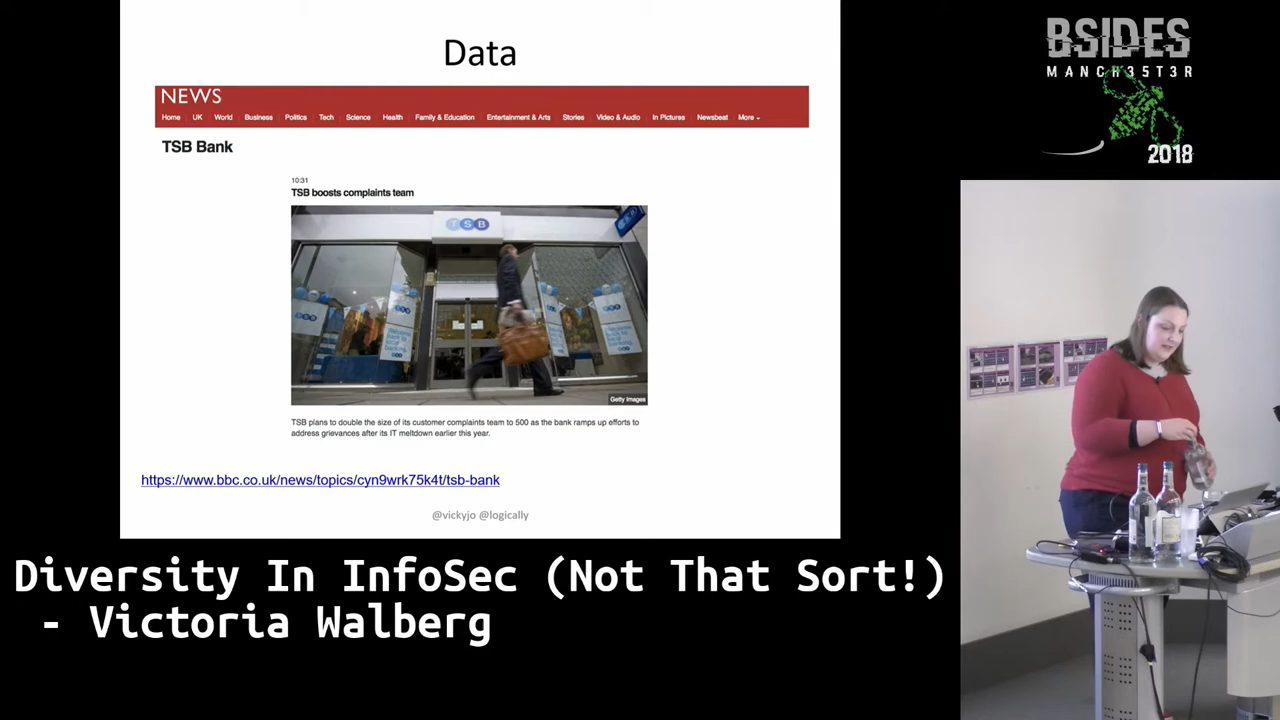 Data
NEWS
Home UK World Business Politics Tech Science Health Family & Education Entertainment & Arts Stories Video & Audio In Pictures Newsbeat More
TSB Bank
10:31
TSB boosts complaints team
TSB
Getty Images
TSB plans to double the size of its customer complaints team to 500 as the bank ramps up efforts to
address grievances after its IT meltdown earlier this year.
https://www.bbc.co.uk/news/topics/cyn9wrk75k4t/tsb-bank
@vickyjo @logically
BSIDES
MANCH35T3R
2018
Diversity In InfoSec (Not That Sort!)
- Victoria Walberg